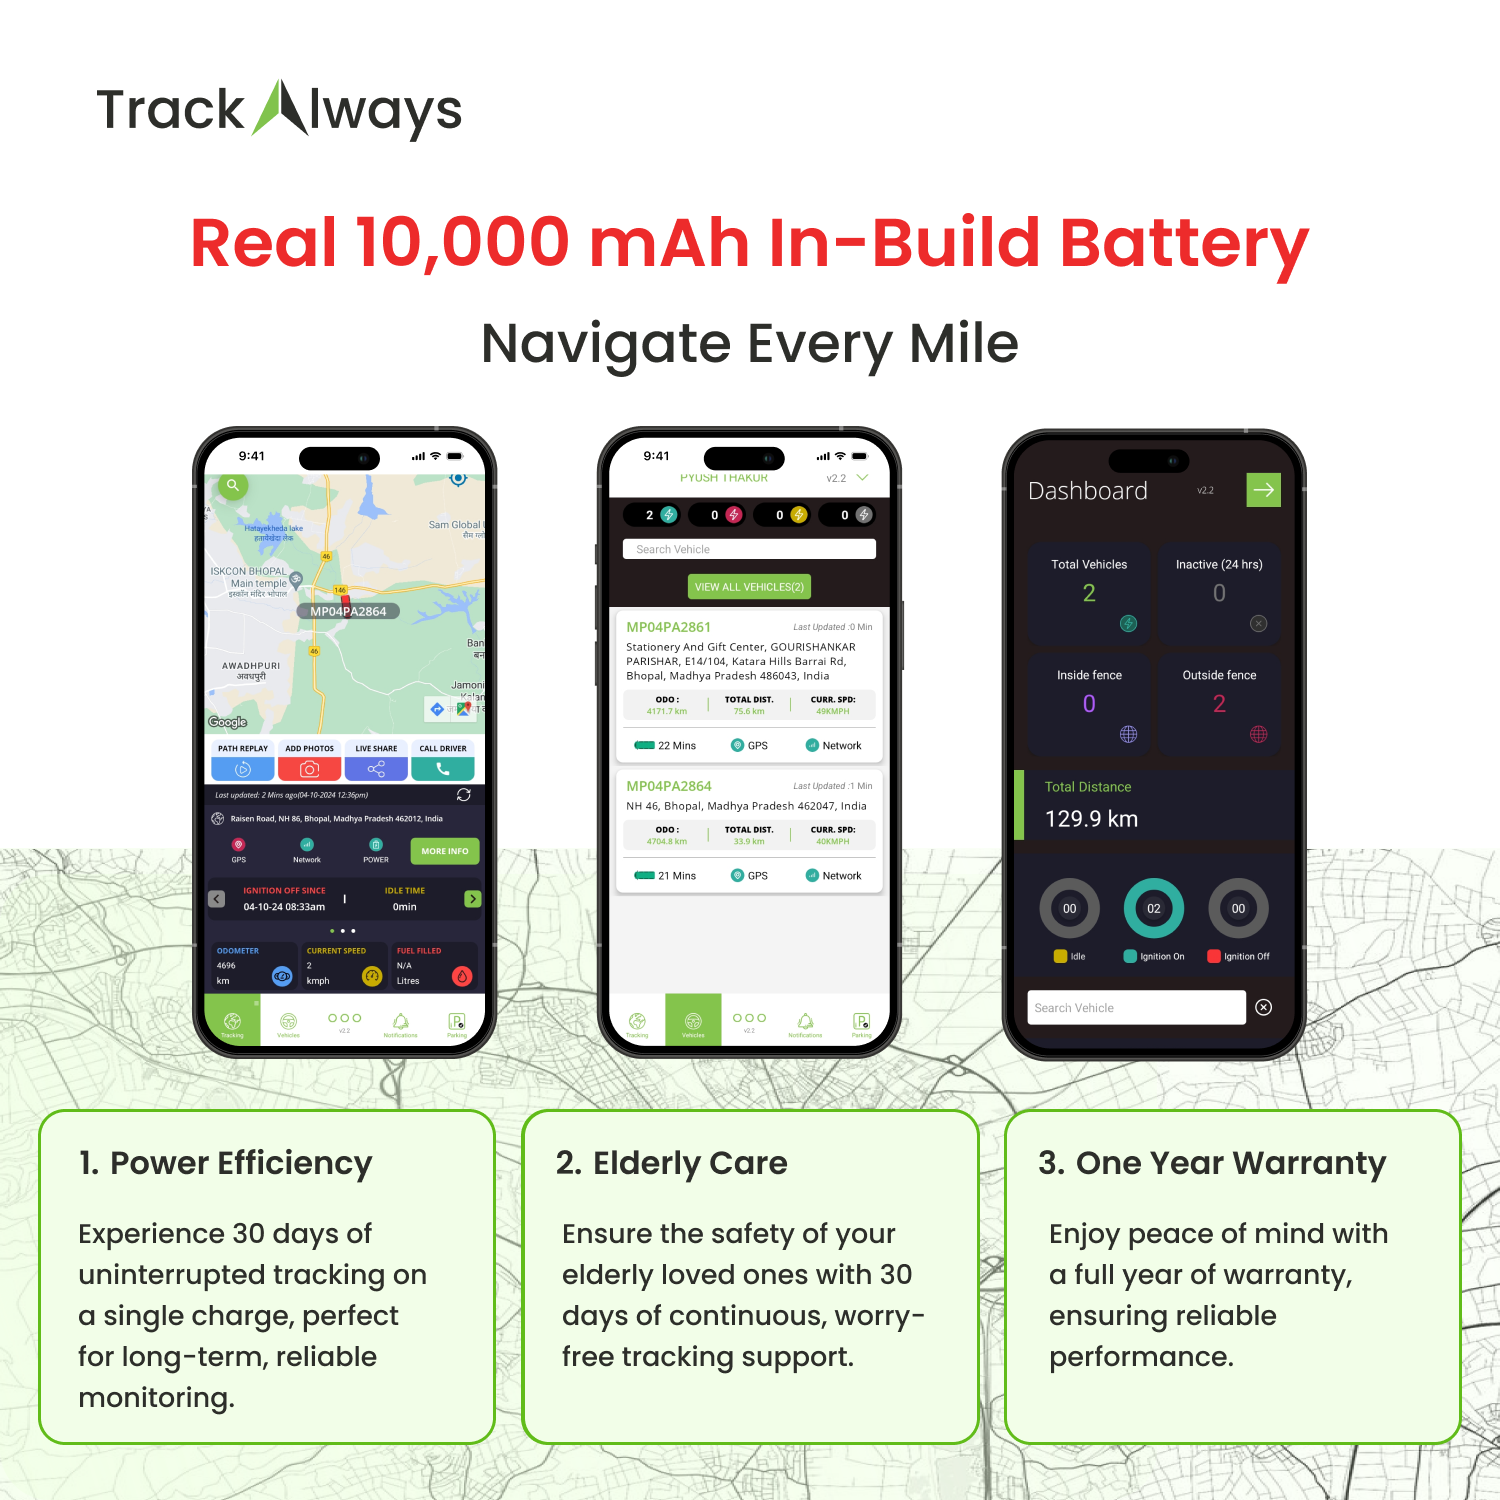 Track Always
Real 10,000 mAh In-Build Battery
Navigate Every Mile
9:41
Hatayekheda lake
हताईखेड़ा लेक
Sam Global
46
ISKCON BHOPAL
Main temple
इस्कॉन मंदिर भोपाल
146
MP04PA2864
46
AWADHPURI
अवधपुरी
Ban
Jamoni
Kalan
Google
PATH REPLAY
ADD PHOTOS
LIVE SHARE
CALL DRIVER
Last updated: 2 Mins ago(04-10-2024 12:36pm)
Raisen Road, NH 86, Bhopal, Madhya Pradesh 462012, India
GPS
Network
POWER
MORE INFO
IGNITION OFF SINCE
04-10-24 08:33am
IDLE TIME
0min
ODOMETER
4696
km
CURRENT SPEED
2
kmph
FUEL FILLED
N/A
Litres
Tracking
Vehicles
v2.2
Notifications
Parking
9:41
PYUSH THAKUR
v2.2
2 0 0 0
Search Vehicle
VIEW ALL VEHICLES(2)
MP04PA2861
Last Updated :0 Min
Stationery And Gift Center, GOURISHANKAR
PARISHAR, E14/104, Katara Hills Barrai Rd,
Bhopal, Madhya Pradesh 486043, India
ODO : TOTAL DIST. CURR. SPD:
4171.7 km 75.6 km 49KMPH
22 Mins GPS Network
MP04PA2864
Last Updated :1 Min
NH 46, Bhopal, Madhya Pradesh 462047, India
ODO : TOTAL DIST. CURR. SPD:
4704.8 km 33.9 km 40KMPH
21 Mins GPS Network
Tracking
Vehicles
v2.2
Notifications
Parking
Dashboard
v2.2
Total Vehicles
2
Inactive (24 hrs)
0
Inside fence
0
Outside fence
2
Total Distance
129.9 km
00 02 00
Idle Ignition On Ignition Off
Search Vehicle
1. Power Efficiency
Experience 30 days of
uninterrupted tracking on
a single charge, perfect
for long-term, reliable
monitoring.
2. Elderly Care
Ensure the safety of your
elderly loved ones with 30
days of continuous, worry-
free tracking support.
3. One Year Warranty
Enjoy peace of mind with
a full year of warranty,
ensuring reliable
performance.